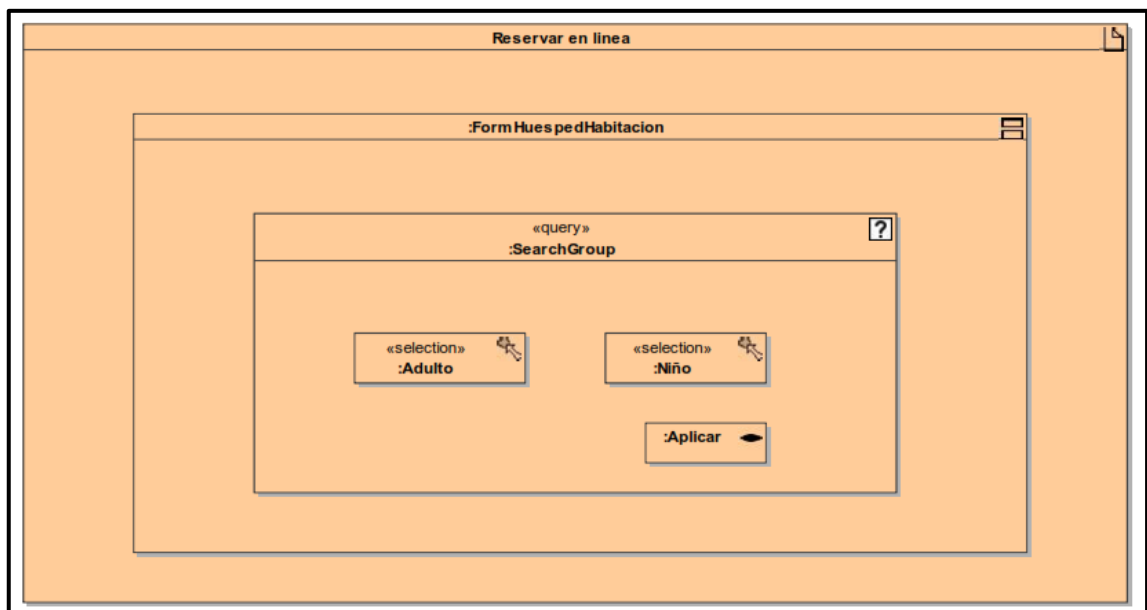 Reservar en linea
:FormHuespedHabitacion
«query»
?
:SearchGroup
«selection»
:Adulto
«selection»
:Niño
:Aplicar